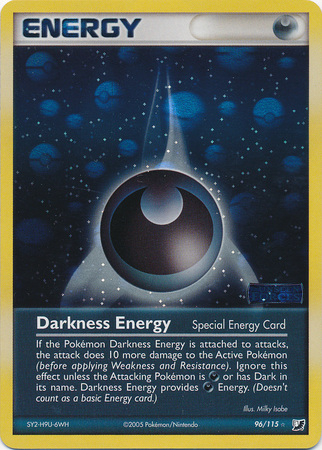 ENERGY
Darkness Energy Special Energy Card
If the Pokémon Darkness Energy is attached to attacks,
the attack does 10 more damage to the Active Pokémon
(before applying Weakness and Resistance). Ignore this
effect unless the Attacking Pokémon is or has Dark in
its name. Darkness Energy provides Energy. (Doesn't
count as a basic Energy card.)
Illus. Milky Isobe
SY2-H9U-6WH ©2005 Pokémon/Nintendo 96/115